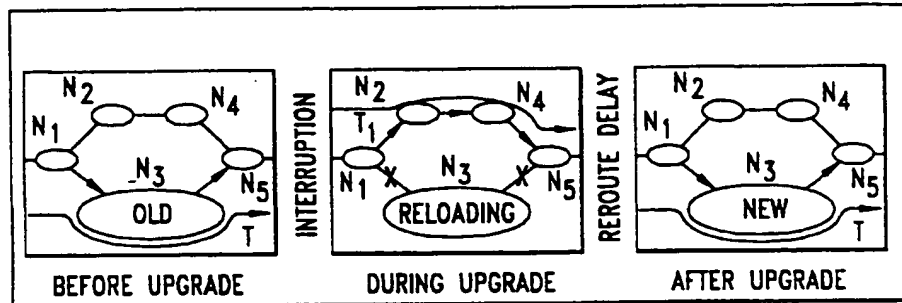 N1
N2
N4
N3
N5
OLD
T
BEFORE UPGRADE
INTERRUPTION
N2
N4
T1
N1
N3
N5
RELOADING
DURING UPGRADE
REROUTE DELAY
N1
N2
N4
N3
N5
NEW
T
AFTER UPGRADE